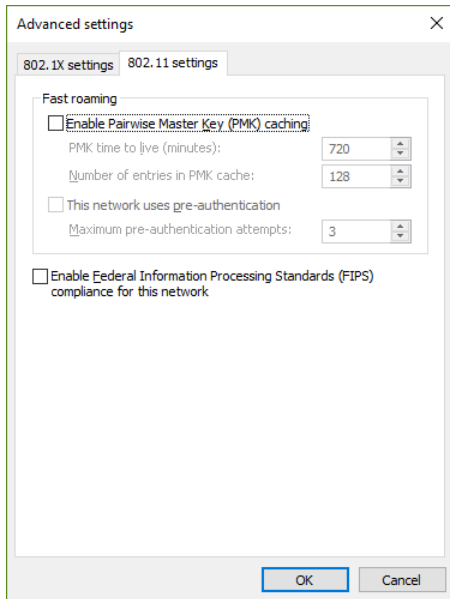 Advanced settings
802.1X settings
802.11 settings
Fast roaming
Enable Pairwise Master Key (PMK) caching
PMK time to live (minutes):
720
Number of entries in PMK cache:
128
This network uses pre-authentication
Maximum pre-authentication attempts:
3
Enable Federal Information Processing Standards (FIPS)
compliance for this network
OK
Cancel